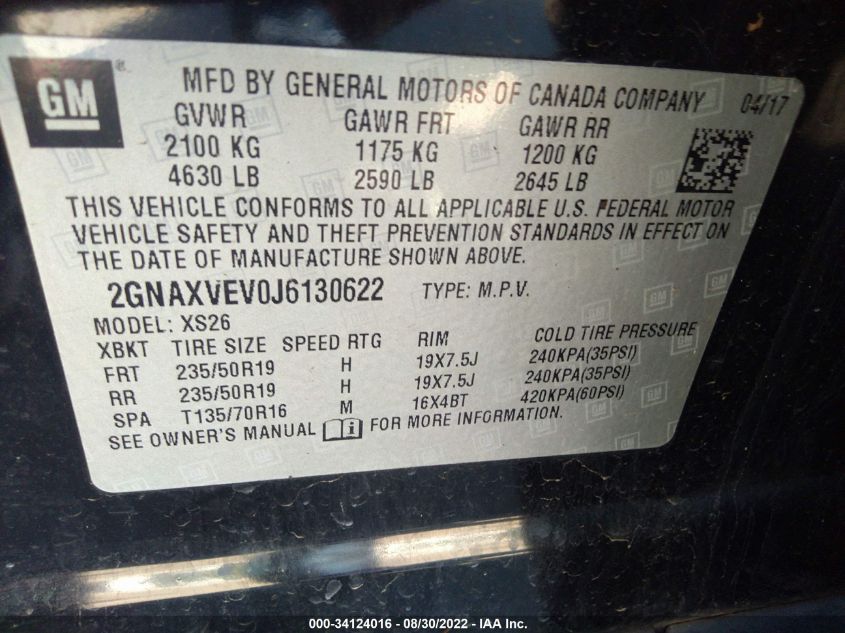 GM ® MFD BY GENERAL MOTORS OF CANADA COMPANY 04/17
GVWR GAWR FRT GAWR RR
2100 KG 1175 KG 1200 KG
4630 LB 2590 LB 2645 LB
THIS VEHICLE CONFORMS TO ALL APPLICABLE U.S. FEDERAL MOTOR
VEHICLE SAFETY AND THEFT PREVENTION STANDARDS IN EFFECT ON
THE DATE OF MANUFACTURE SHOWN ABOVE.
2GNAXVEV0J6130622 TYPE: M.P.V.
MODEL: XS26
XBKT TIRE SIZE SPEED RTG RIM COLD TIRE PRESSURE
FRT 235/50R19 H 19X7.5J 240KPA(35PSI)
RR 235/50R19 H 19X7.5J 240KPA(35PSI)
SPA T135/70R16 M 16X4BT 420KPA(60PSI)
SEE OWNER'S MANUAL i FOR MORE INFORMATION.
000-34124016 - 08/30/2022 - IAA Inc.